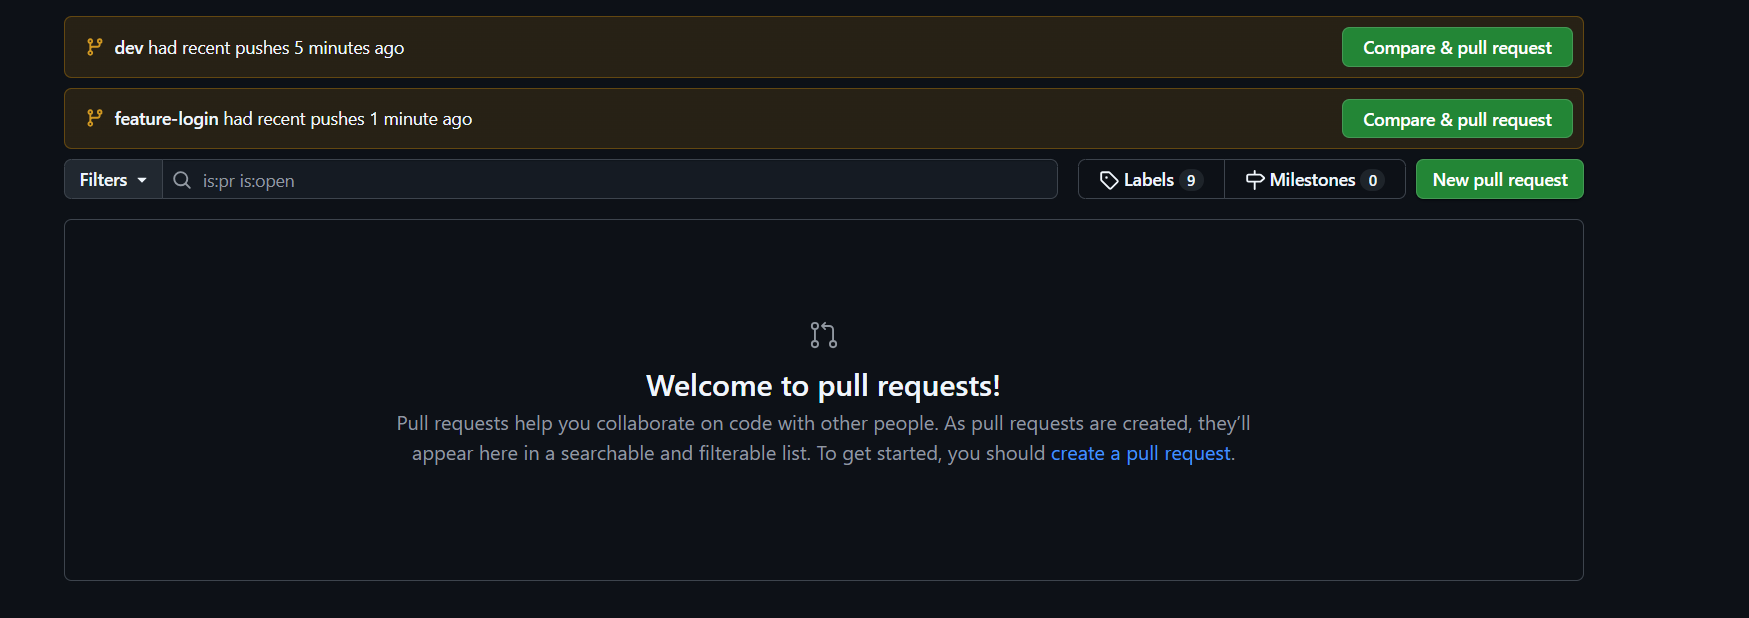 dev had recent pushes 5 minutes ago
Compare & pull request
feature-login had recent pushes 1 minute ago
Compare & pull request
Filters
is:pr is:open
Labels 9
Milestones 0
New pull request
Welcome to pull requests!
Pull requests help you collaborate on code with other people. As pull requests are created, they’ll
appear here in a searchable and filterable list. To get started, you should create a pull request.